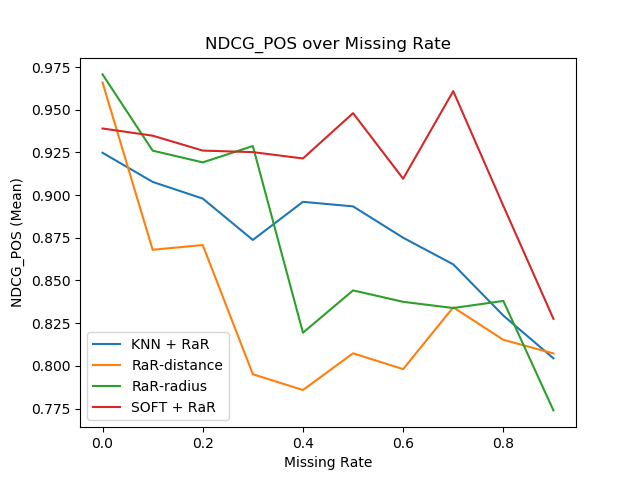 NDCG_POS over Missing Rate
NDCG_POS (Mean)
0.975
0.950
0.925
0.900
0.875
0.850
0.825
0.800
0.775
KNN + RaR
RaR-distance
RaR-radius
SOFT + RaR
0.0 0.2 0.4 0.6 0.8
Missing Rate